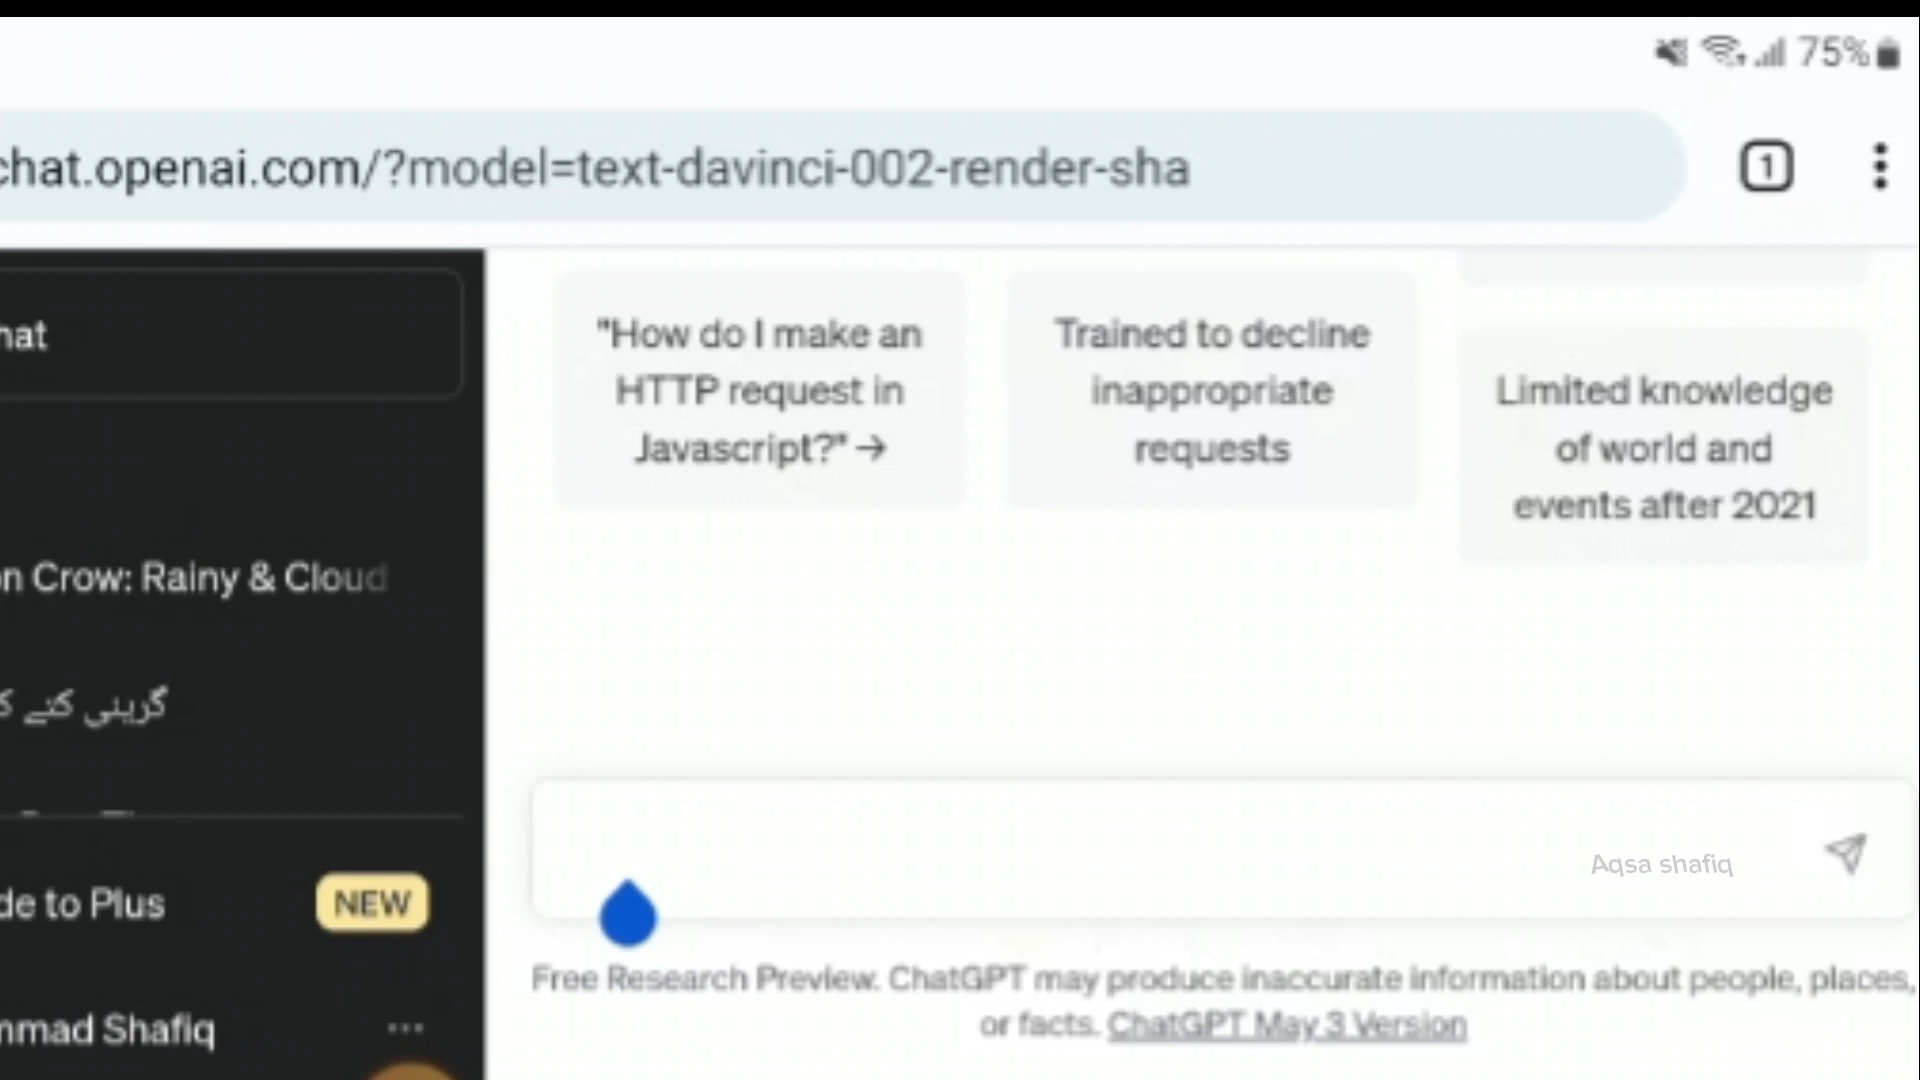 75%
chat.openai.com/?model=text-davinci-002-render-sha
1
hat
"How do I make an
HTTP request in
Javascript?" →
Trained to decline
inappropriate
requests
Limited knowledge
of world and
events after 2021
on Crow: Rainy & Cloud
گرینی کتے ک
de to Plus
NEW
mmad Shafiq
Aqsa shafiq
Free Research Preview. ChatGPT may produce inaccurate information about people, places,
or facts. ChatGPT May 3 Version